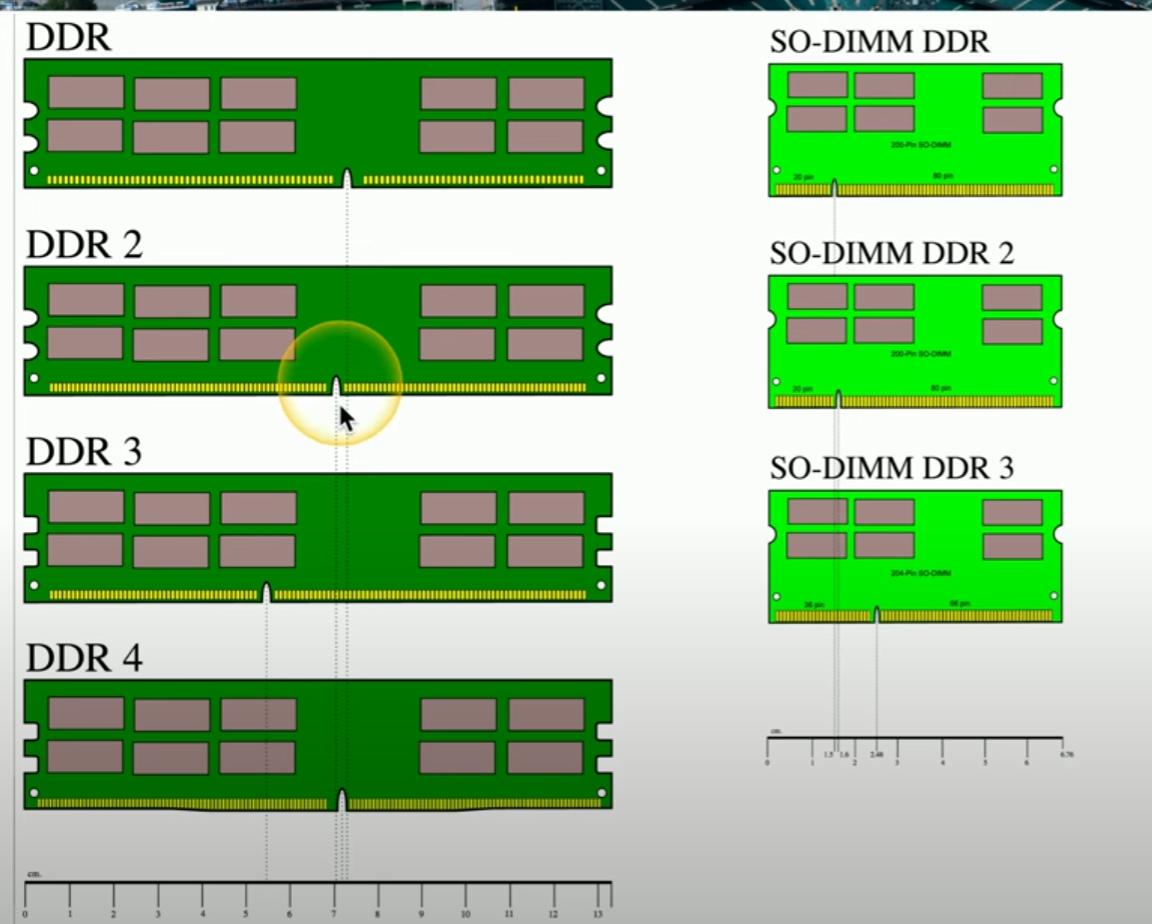 DDR
DDR 2
DDR 3
DDR 4
cm.
0 1 2 3 4 5 6 7 8 9 10 11 12 13
SO-DIMM DDR
200-Pin SO-DIMM
20 pin 80 pin
SO-DIMM DDR 2
200-Pin SO-DIMM
20 pin 80 pin
SO-DIMM DDR 3
204-Pin SO-DIMM
36 pin 66 pin
cm.
1.5 1.6 2.48 6.76
0 1 2 3 4 5 6